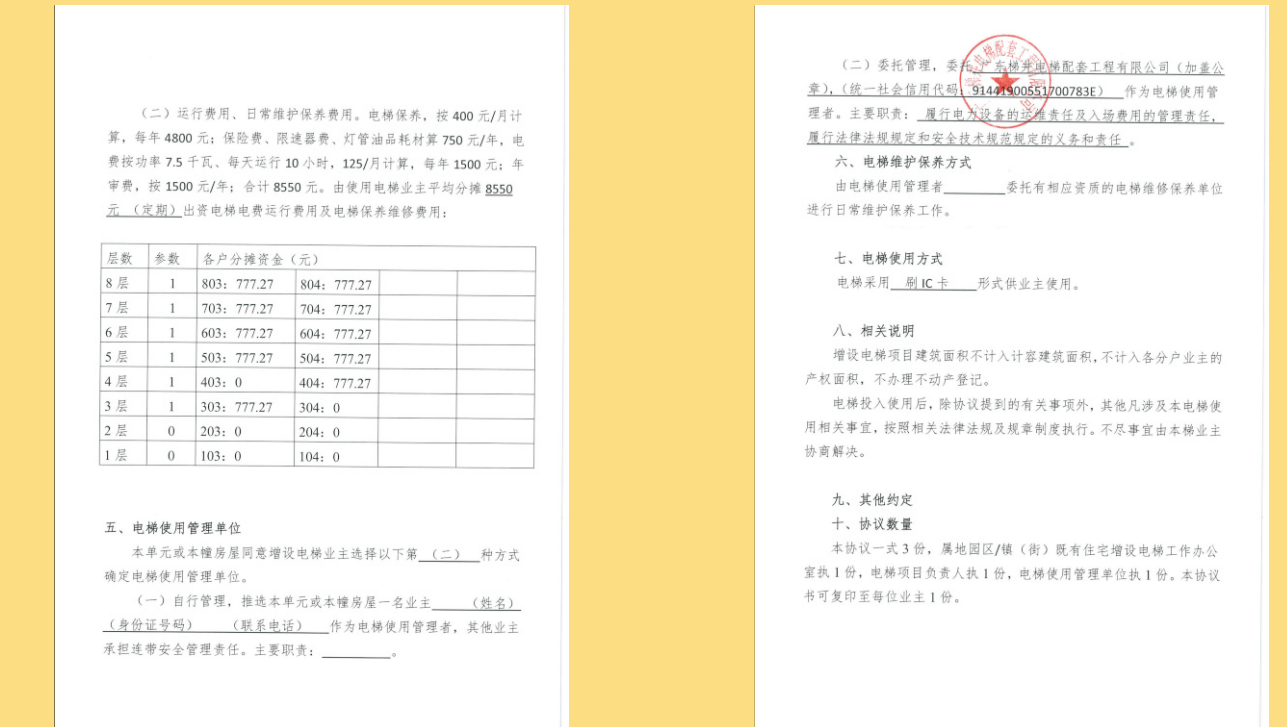 （二）运行费用、日常维护保养费用。电梯保养，按 400 元/月计
算，每年 4800 元；保险费、限速器费、灯管油品耗材算 750 元/年，电
费按功率 7.5 千瓦、每天运行 10 小时，125/月计算，每年 1500 元；年
审费，按 1500 元/年；合计 8550 元。由使用电梯业主平均分摊 8550
元 （定期）出资电梯电费运行费用及电梯保养维修费用：
层数 参数 各户分摊资金（元）
8 层 1 803：777.27 804：777.27
7 层 1 703：777.27 704：777.27
6 层 1 603：777.27 604：777.27
5 层 1 503：777.27 504：777.27
4 层 1 403：0 404：777.27
3 层 1 303：777.27 304：0
2 层 0 203：0 204：0
1 层 0 103：0 104：0
五、电梯使用管理单位
本单元或本幢房屋同意增设电梯业主选择以下第 （二） 种方式
确定电梯使用管理单位。
（一）自行管理，推选本单元或本幢房屋一名业主 （姓名）
（身份证号码） （联系电话） 作为电梯使用管理者，其他业主
承担连带安全管理责任。主要职责： 。
（二）委托管理，委托 东梯井电梯配套工程有限公司（加盖公
章），（统一社会信用代码：91441900551700783E） 作为电梯使用管
理者。主要职责： 履行电力设备的运维责任及入场费用的管理责任，
履行法律法规规定和安全技术规范规定的义务和责任 。
六、电梯维护保养方式
由电梯使用管理者 委托有相应资质的电梯维修保养单位
进行日常维护保养工作。
七、电梯使用方式
电梯采用 刷 IC 卡 形式供业主使用。
八、相关说明
增设电梯项目建筑面积不计入计容建筑面积，不计入各分户业主的
产权面积，不办理不动产登记。
电梯投入使用后，除协议提到的有关事项外，其他凡涉及本电梯使
用相关事宜，按照相关法律法规及规章制度执行。不尽事宜由本梯业主
协商解决。
九、其他约定
十、协议数量
本协议一式 3 份，属地园区/镇（街）既有住宅增设电梯工作办公
室执 1 份，电梯项目负责人执 1 份，电梯使用管理单位执 1 份。本协议
书可复印至每位业主 1 份。